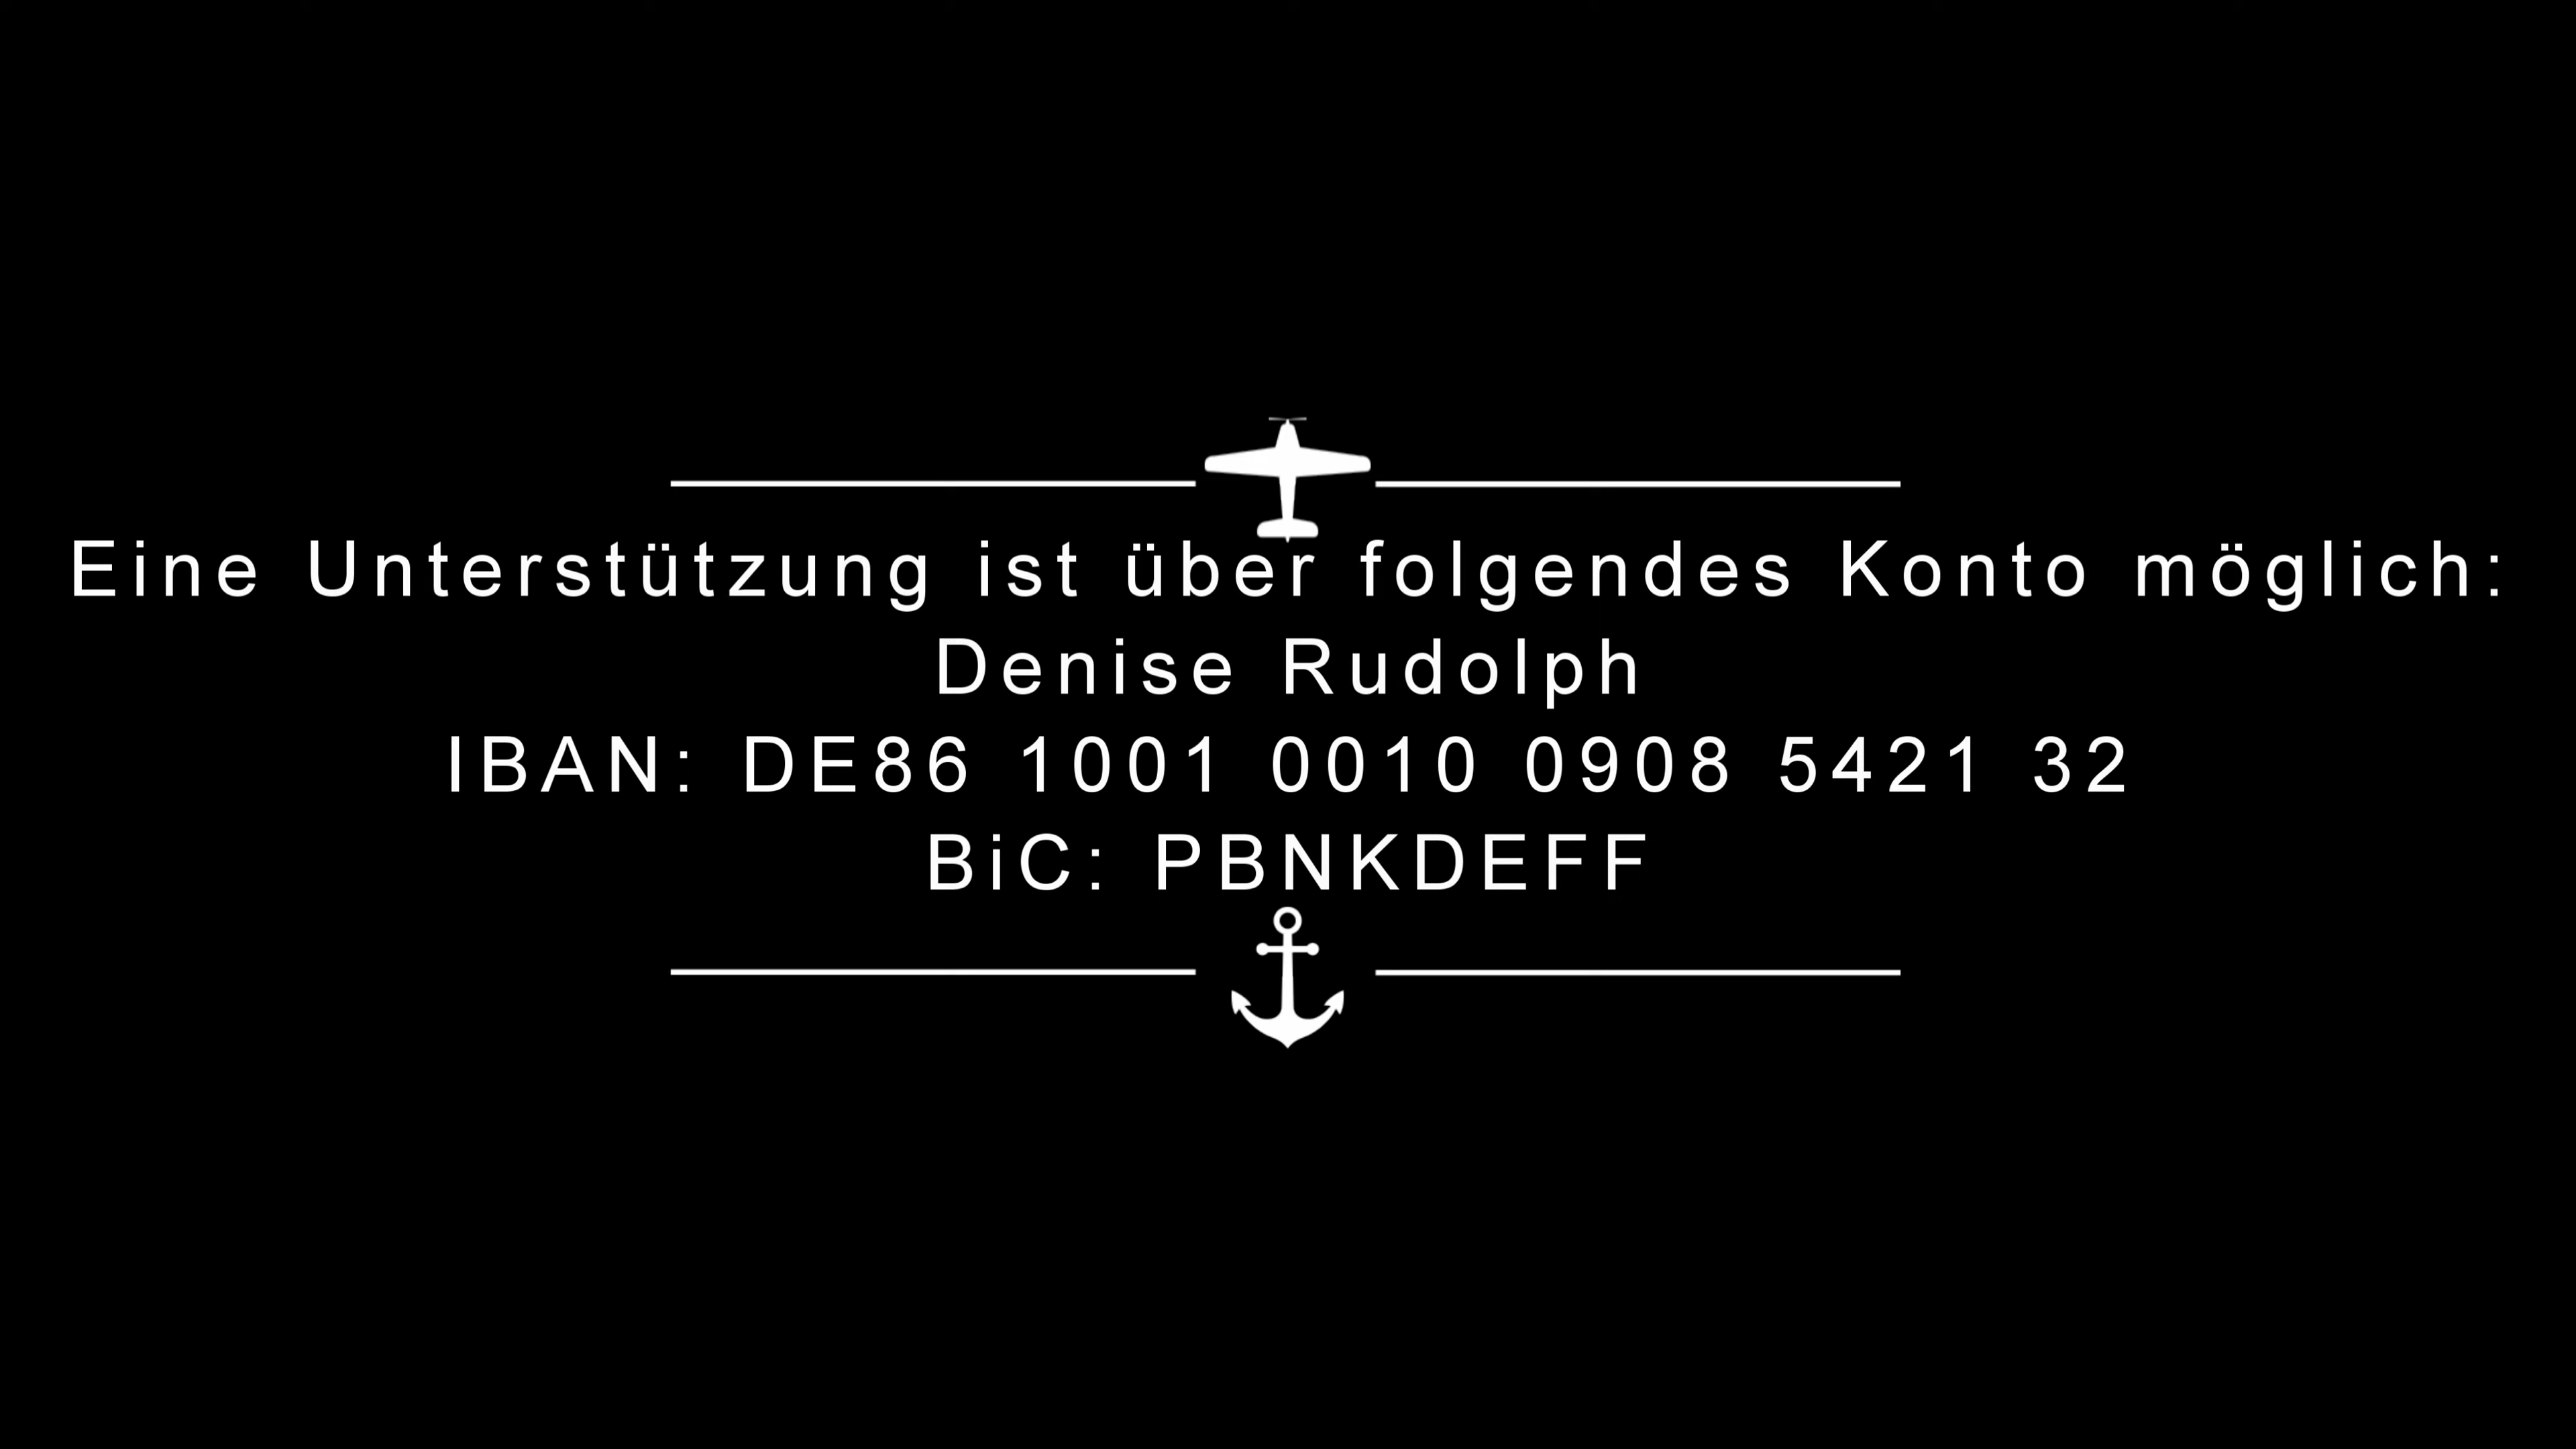 Eine Unterstützung ist über folgendes Konto möglich:
Denise Rudolph
IBAN: DE86 1001 0010 0908 5421 32
BiC: PBNKDEFF